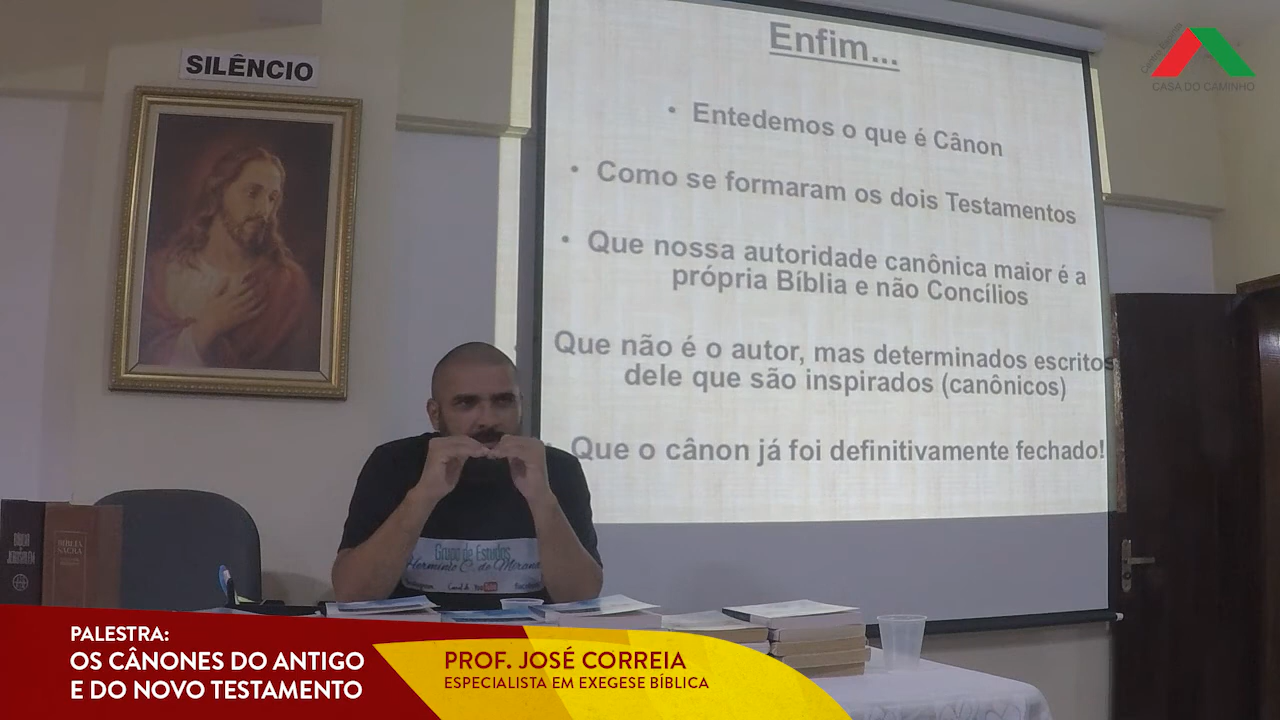 SILÊNCIO
Enfim...
• Entedemos o que é Cânon
• Como se formaram os dois Testamentos
• Que nossa autoridade canônica maior é a
própria Bíblia e não Concílios
Que não é o autor, mas determinados escritos
dele que são inspirados (canônicos)
Que o cânon já foi definitivamente fechado!
CASA DO CAMINHO
BÍBLIA
SACRA
Grupo de Estudos
Herminio C. de Miranda
PALESTRA:
OS CÂNONES DO ANTIGO
E DO NOVO TESTAMENTO
PROF. JOSÉ CORREIA
ESPECIALISTA EM EXEGESE BÍBLICA